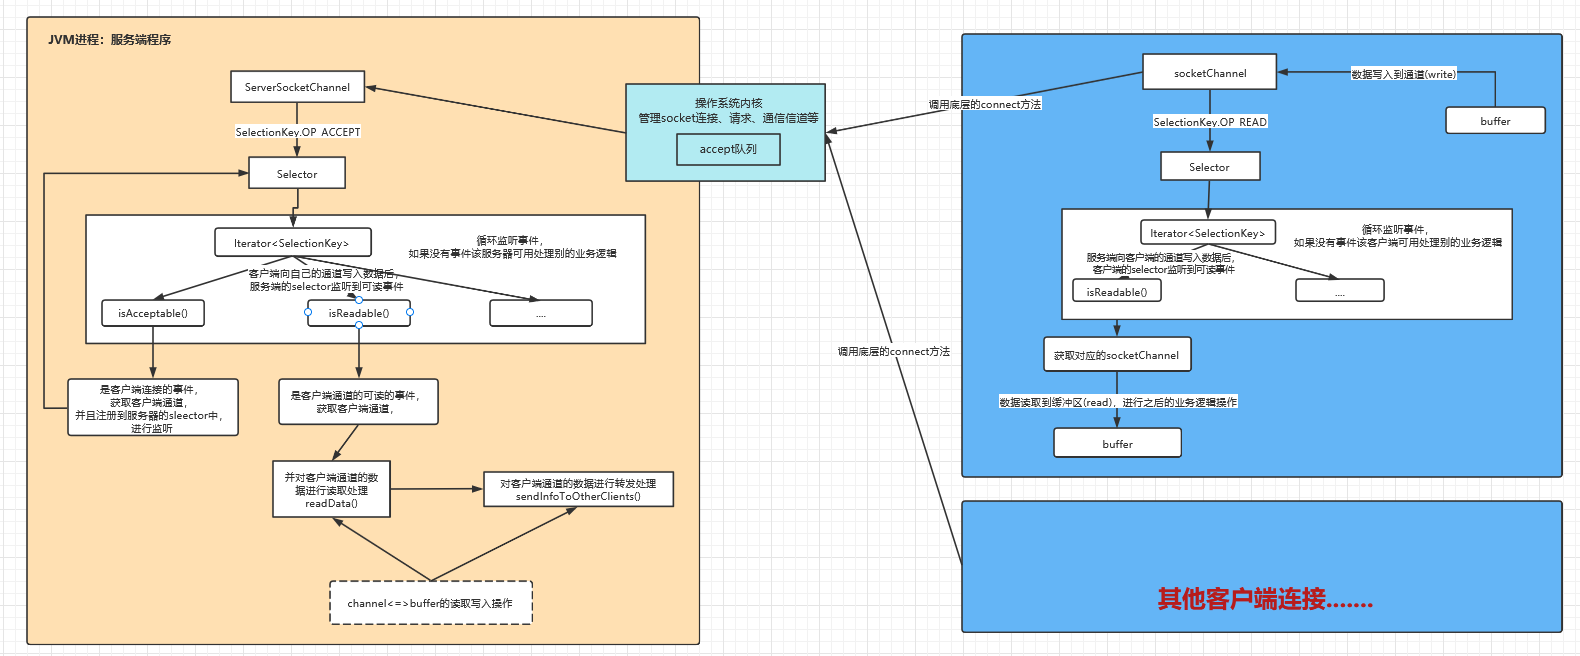 JVM进程：服务端程序
ServerSocketChannel
SelectionKey.OP_ACCEPT
Selector
Iterator<SelectionKey>
循环监听事件，
如果没有事件该服务器可用处理别的业务逻辑
客户端向自己的通道写入数据后，
服务端的selector监听到可读事件
isAcceptable()
isReadable()
....
是客户端连接的事件，
获取客户端通道，
并且注册到服务器的sleector中，
进行监听
是客户端通道的可读的事件，
获取客户端通道，
并对客户端通道的数
据进行读取处理
readData()
对客户端通道的数据进行转发处理
sendInfoToOtherClients()
channel<=>buffer的读取写入操作
操作系统内核
管理socket连接、请求、通信信道等
accept队列
调用底层的connect方法
调用底层的connect方法
socketChannel
数据写入到通道(write)
buffer
SelectionKey.OP_READ
Selector
Iterator<SelectionKey>
循环监听事件，
如果没有事件该客户端可用处理别的业务逻辑
服务端向客户端的通道写入数据后，
客户端的selector监听到可读事件
isReadable()
....
获取对应的socketChannel
数据读取到缓冲区(read)，进行之后的业务逻辑操作
buffer
其他客户端连接.......